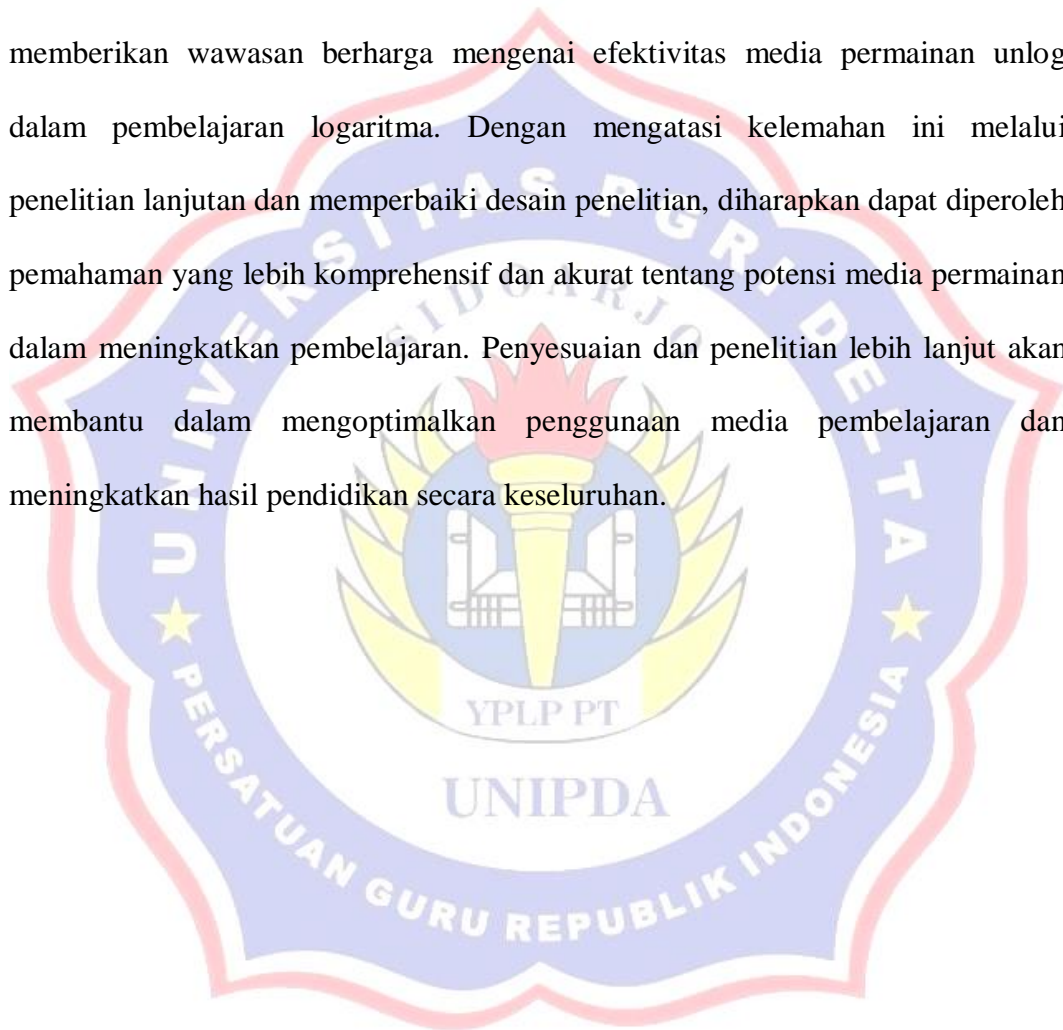 memberikan wawasan berharga mengenai efektivitas media permainan unlog
dalam pembelajaran logaritma. Dengan mengatasi kelemahan ini melalui
penelitian lanjutan dan memperbaiki desain penelitian, diharapkan dapat diperoleh
pemahaman yang lebih komprehensif dan akurat tentang potensi media permainan
dalam meningkatkan pembelajaran. Penyesuaian dan penelitian lebih lanjut akan
membantu dalam mengoptimalkan penggunaan media pembelajaran dan
meningkatkan hasil pendidikan secara keseluruhan.
UNIVERSITAS PGRI DELTA
SIDOARJO
YPLP PT
UNIPDA
PERSATUAN GURU REPUBLIK INDONESIA